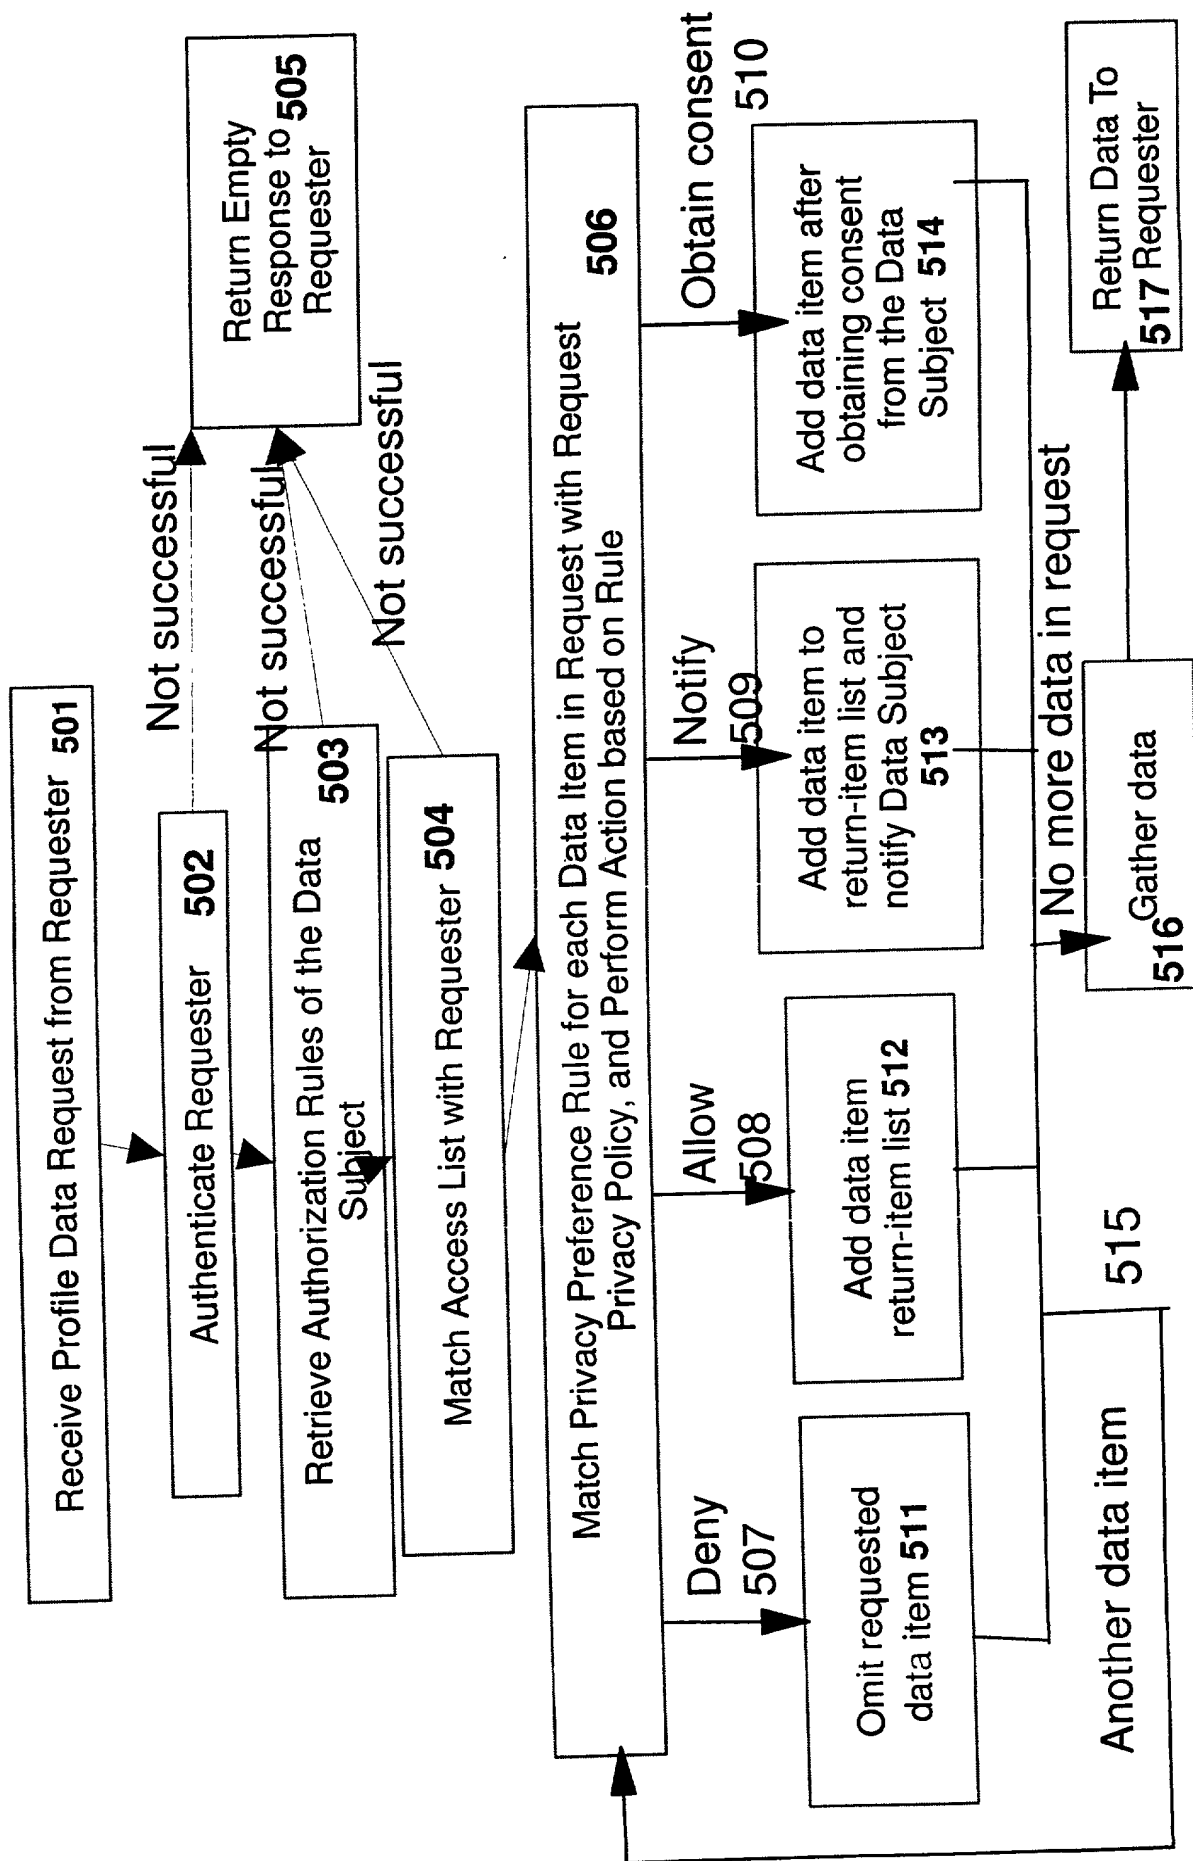 Receive Profile Data Request from Requester 501
Authenticate Requester 502
Not successful
Return Empty
Response to 505
Requester
Retrieve Authorization Rules of the Data
Subject
503
Not successful
Match Access List with Requester 504
Not successful
Match Privacy Preference Rule for each Data Item in Request with Request
Privacy Policy, and Perform Action based on Rule
506
Deny
507
Allow
508
Notify
509
Obtain consent
510
Omit requested
data item 511
Add data item
return-item list 512
Add data item to
return-item list and
notify Data Subject
513
Add data item after
obtaining consent
from the Data
Subject 514
No more data in request
Another data item
515
Gather data
516
Return Data To
517 Requester